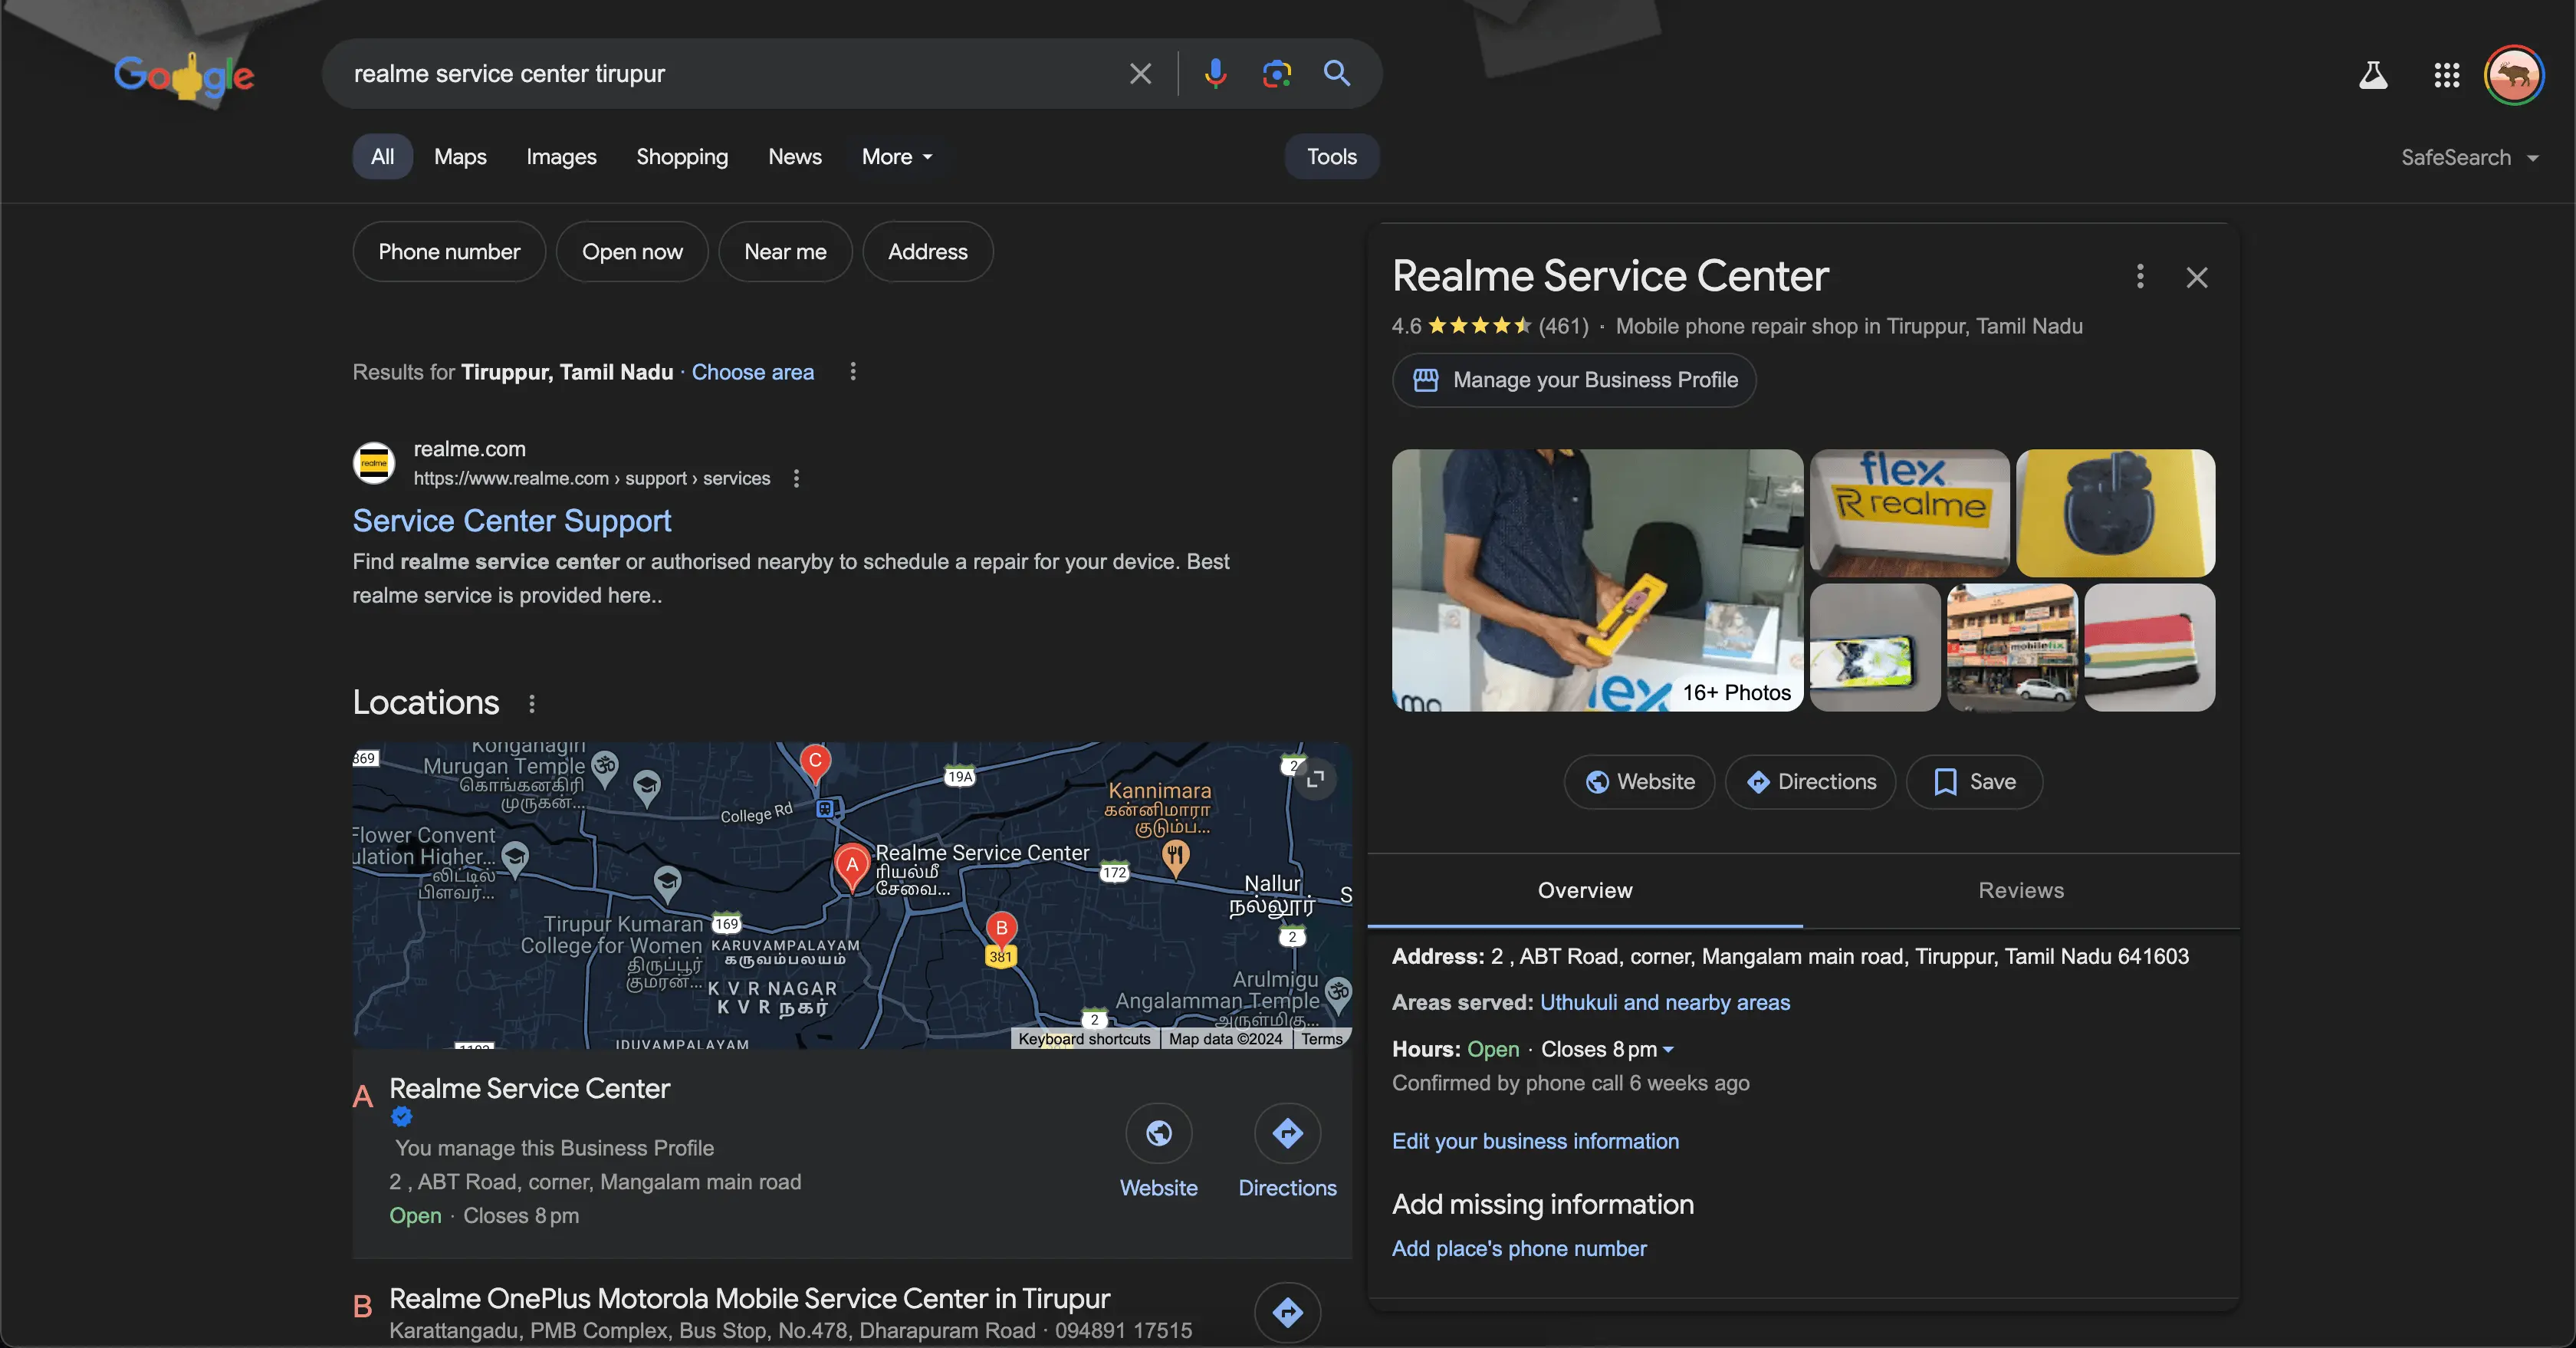 Google
realme service center tirupur
All
Maps
Images
Shopping
News
More
Tools
SafeSearch
Phone number
Open now
Near me
Address
Results for Tiruppur, Tamil Nadu · Choose area
realme
realme.com
https://www.realme.com › support › services
Service Center Support
Find realme service center or authorised nearyby to schedule a repair for your device. Best
realme service is provided here..
Locations
369
Konganagiri
Murugan Temple
கொங்கனகிரி
முருகன்...
C
19A
2
College Rd
Kannimara
கன்னிமாரா
குடும்ப...
Flower Convent
ulation Higher...
லிட்டில்
பிளவர்...
A
Realme Service Center
ரியல்மீ
சேவை...
172
Nallur
நல்லூர்
S
Tirupur Kumaran
College for Women
திருப்பூர்
குமரன்...
169
KARUVAMPALAYAM
கருவம்பலயம்
B
381
2
K V R NAGAR
K V R நகர்
Arulmigu
Angalamman Temple
அருள்மிகு...
2
1192
IDUVAMPALAYAM
Keyboard shortcuts
Map data ©2024
Terms
A
Realme Service Center
You manage this Business Profile
2 , ABT Road, corner, Mangalam main road
Open · Closes 8 pm
Website
Directions
B
Realme OnePlus Motorola Mobile Service Center in Tirupur
Karattangadu, PMB Complex, Bus Stop, No.478, Dharapuram Road · 094891 17515
Realme Service Center
4.6 (461) · Mobile phone repair shop in Tiruppur, Tamil Nadu
Manage your Business Profile
flex
R realme
mobilefix
ex
16+ Photos
Website
Directions
Save
Overview
Reviews
Address: 2 , ABT Road, corner, Mangalam main road, Tiruppur, Tamil Nadu 641603
Areas served: Uthukuli and nearby areas
Hours: Open · Closes 8 pm
Confirmed by phone call 6 weeks ago
Edit your business information
Add missing information
Add place's phone number